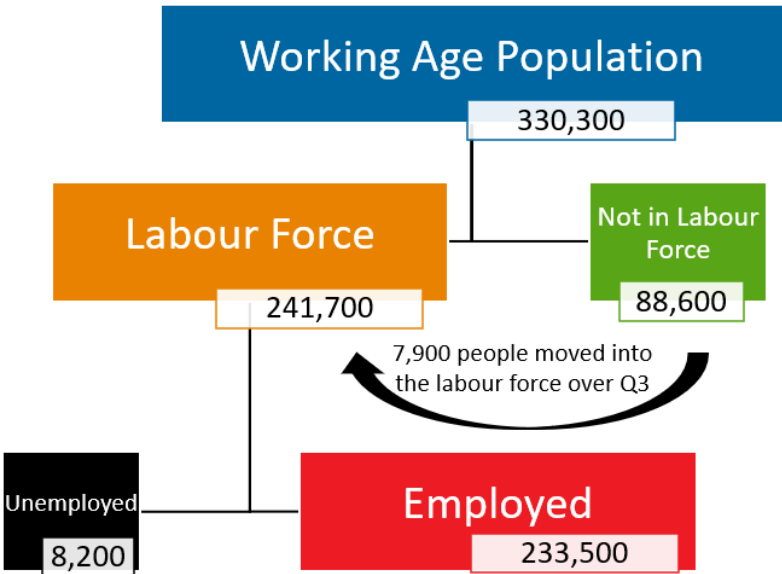 Working Age Population
330,300
Labour Force
241,700
Not in Labour
Force
88,600
7,900 people moved into
the labour force over Q3
Unemployed
8,200
Employed
233,500